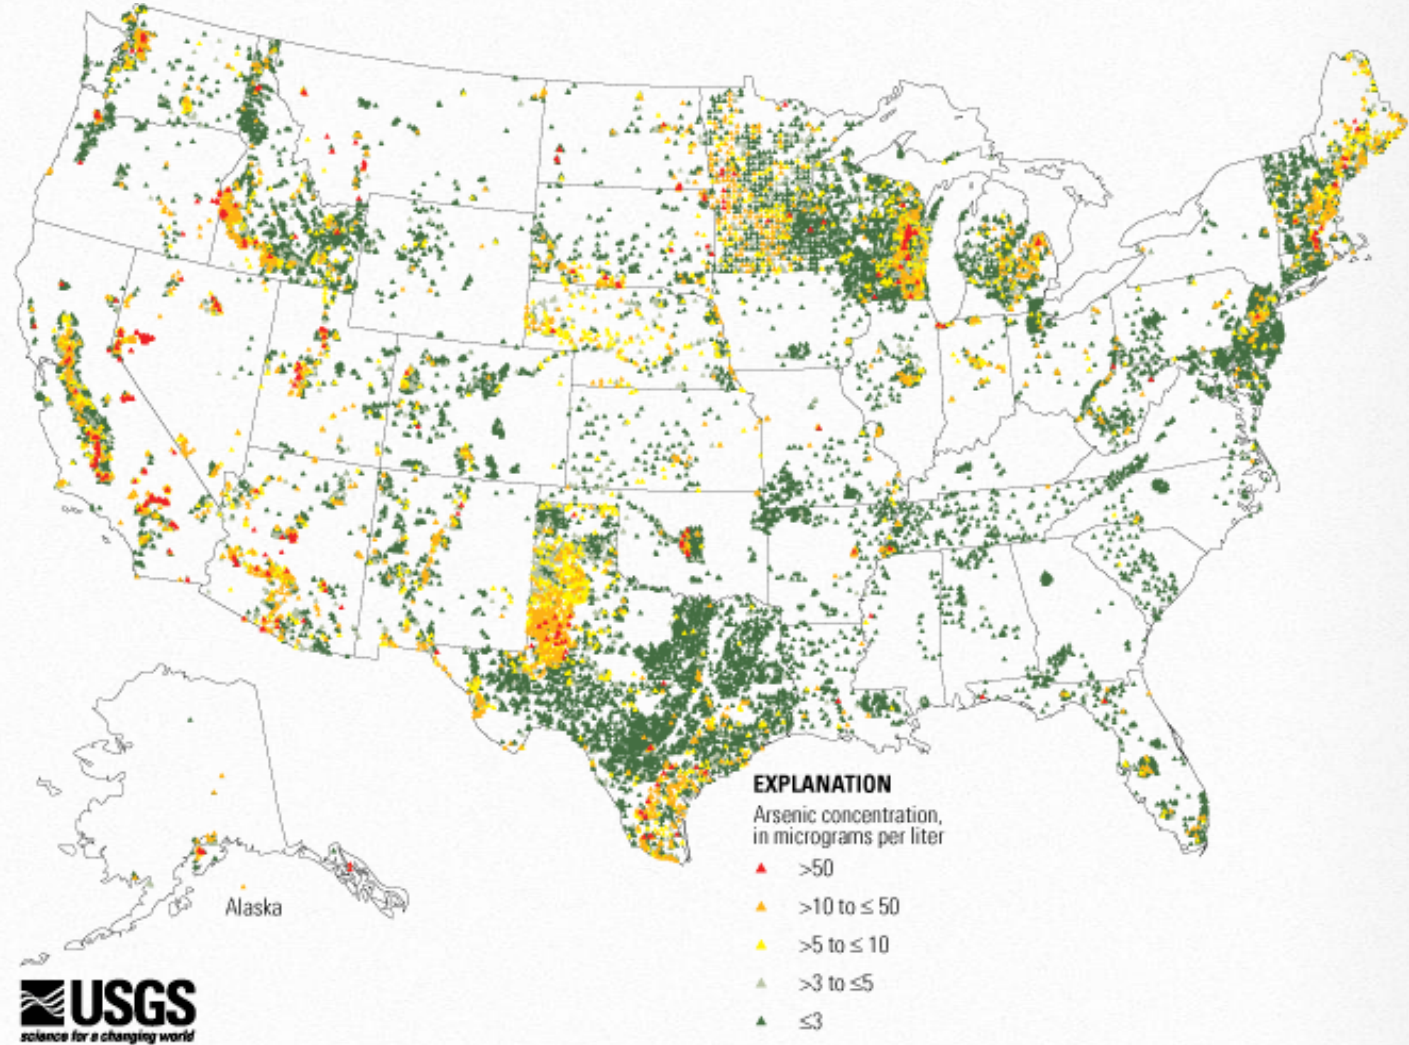 EXPLANATION
Arsenic concentration,
in micrograms per liter
>50
>10 to ≤ 50
>5 to ≤ 10
>3 to ≤5
≤3
Alaska
USGS
science for a changing world